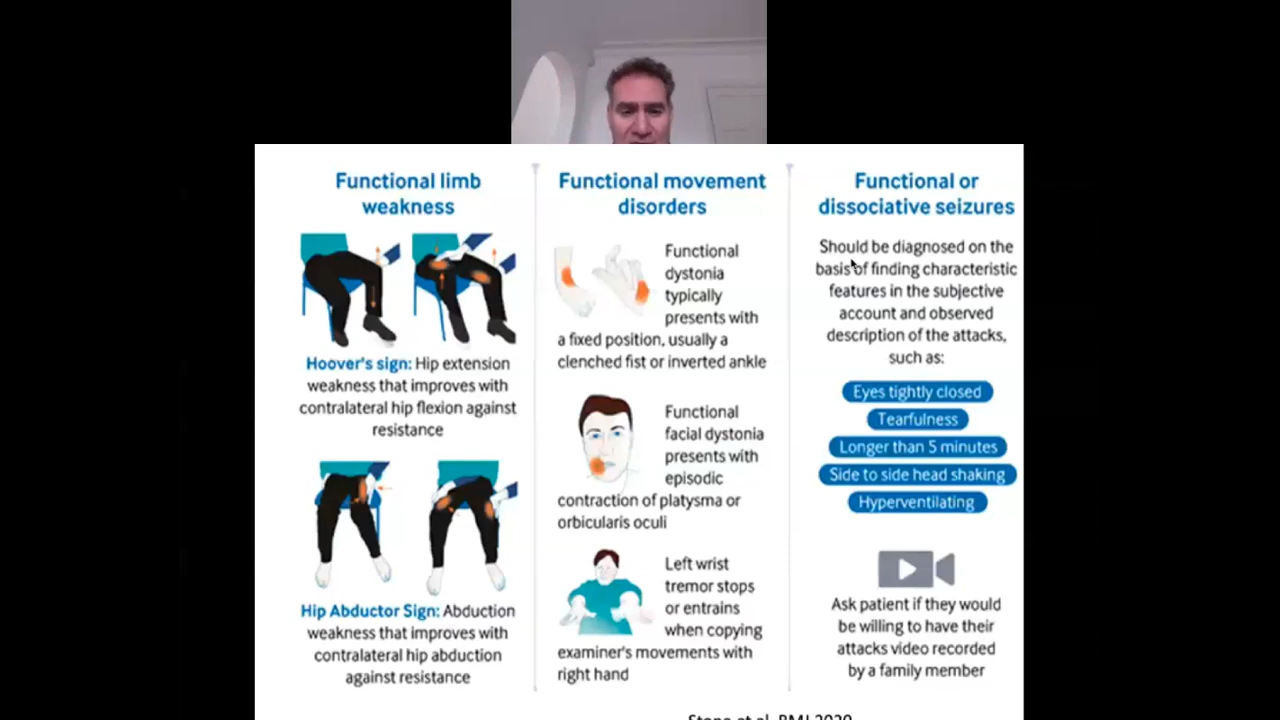 Functional limb
weakness
Hoover's sign: Hip extension
weakness that improves with
contralateral hip flexion against
resistance
Hip Abductor Sign: Abduction
weakness that improves with
contralateral hip abduction
against resistance
Functional movement
disorders
Functional
dystonia
typically
presents with
a fixed position, usually a
clenched fist or inverted ankle
Functional
facial dystonia
presents with
episodic
contraction of platysma or
orbicularis oculi
Left wrist
tremor stops
or entrains
when copying
examiner's movements with
right hand
Functional or
dissociative seizures
Should be diagnosed on the
basis of finding characteristic
features in the subjective
account and observed
description of the attacks,
such as:
Eyes tightly closed
Tearfulness
Longer than 5 minutes
Side to side head shaking
Hyperventilating
Ask patient if they would
be willing to have their
attacks video recorded
by a family member
Stone et al, BMJ 2020